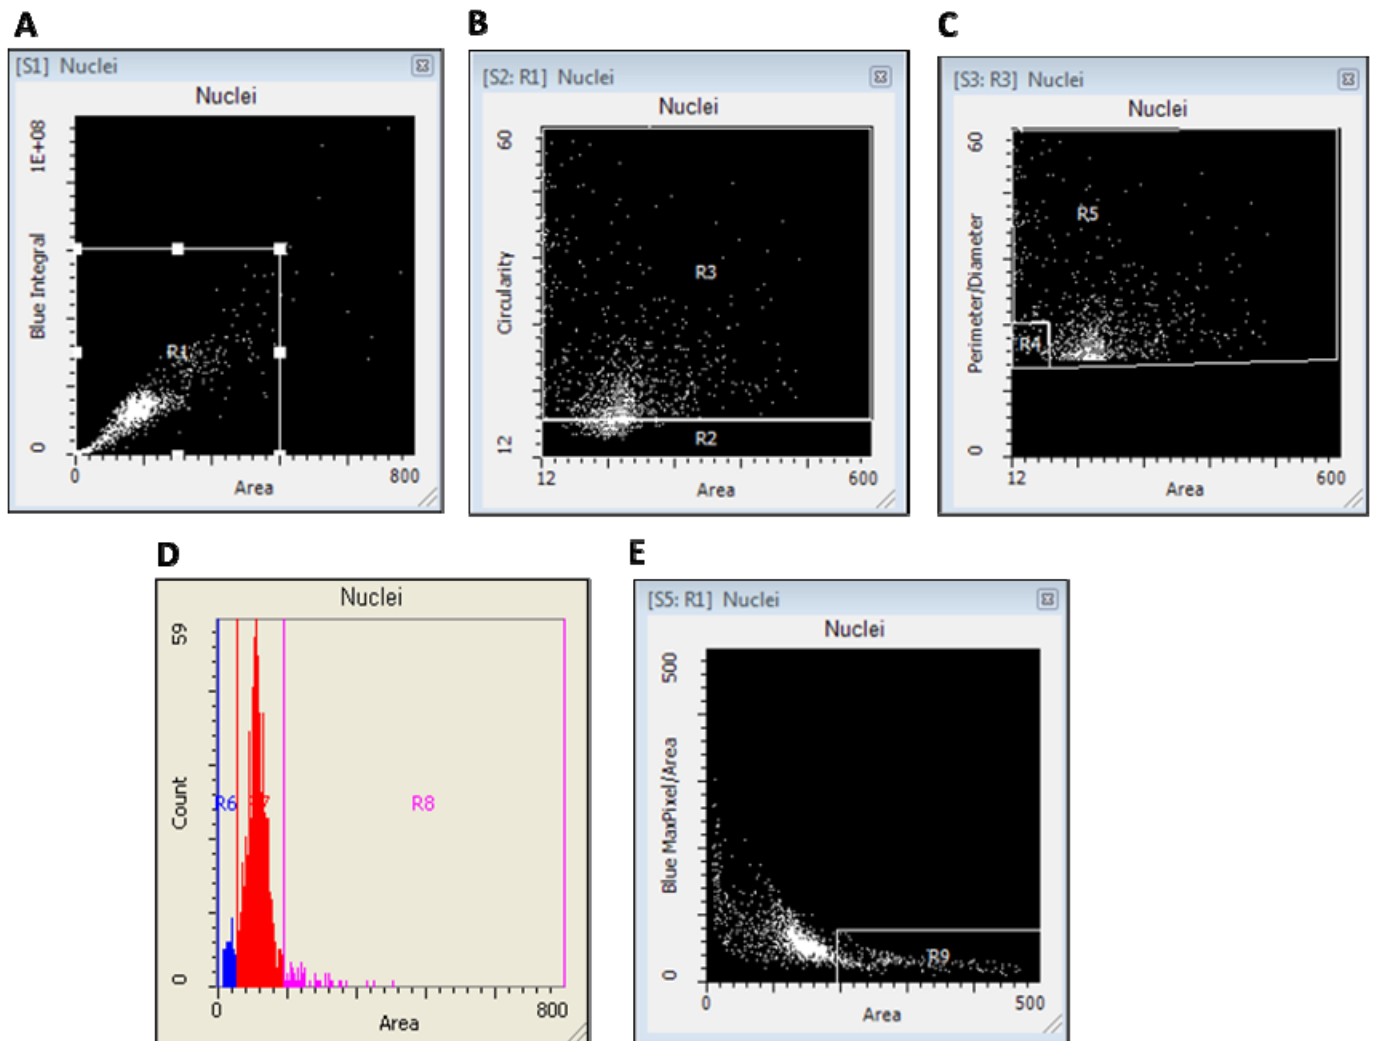 A
[S1] Nuclei
Nuclei
1E+08
Blue Integral
0
R1
0
800
Area
B
[S2: R1] Nuclei
Nuclei
60
Circularity
12
R3
R2
12
600
Area
C
[S3: R3] Nuclei
Nuclei
60
Perimeter/Diameter
0
R5
R4
12
600
Area
D
Nuclei
59
Count
0
R6
R8
0
800
Area
E
[S5: R1] Nuclei
Nuclei
500
Blue MaxPixel/Area
0
R9
0
500
Area